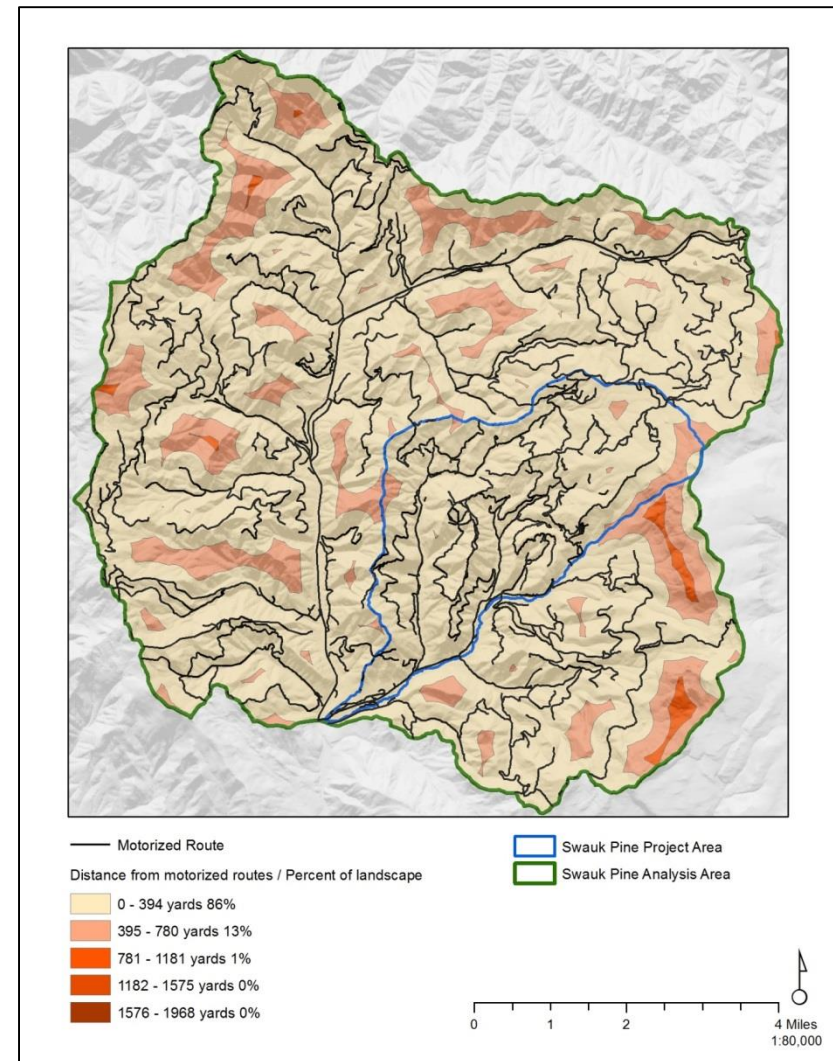 Motorized Route
Distance from motorized routes / Percent of landscape
0 - 394 yards 86%
395 - 780 yards 13%
781 - 1181 yards 1%
1182 - 1575 yards 0%
1576 - 1968 yards 0%
Swauk Pine Project Area
Swauk Pine Analysis Area
0 1 2 4 Miles
1:80,000